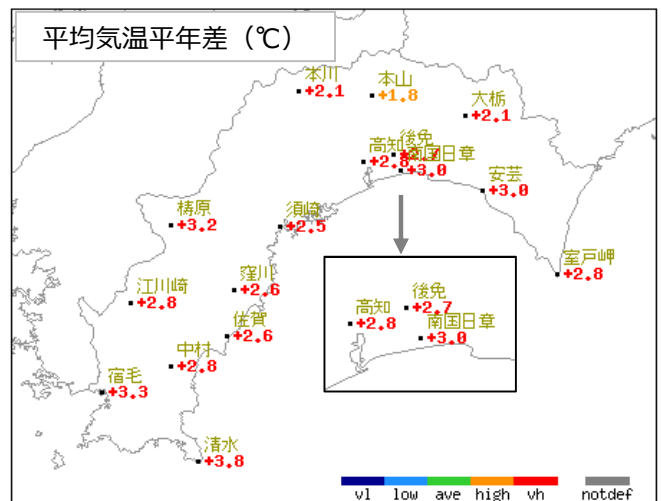 平均気温平年差（℃）
本川
+2.1
本山
+1.8
大栃
+2.1
後免
+2.7
高知
+2.8
南国日章
+3.0
安芸
+3.0
梼原
+3.2
須崎
+2.5
室戸岬
+2.8
窪川
+2.6
江川崎
+2.8
佐賀
+2.6
中村
+2.8
宿毛
+3.3
清水
+3.8
後免
+2.7
高知
+2.8
南国日章
+3.0
vl low ave high vh notdef